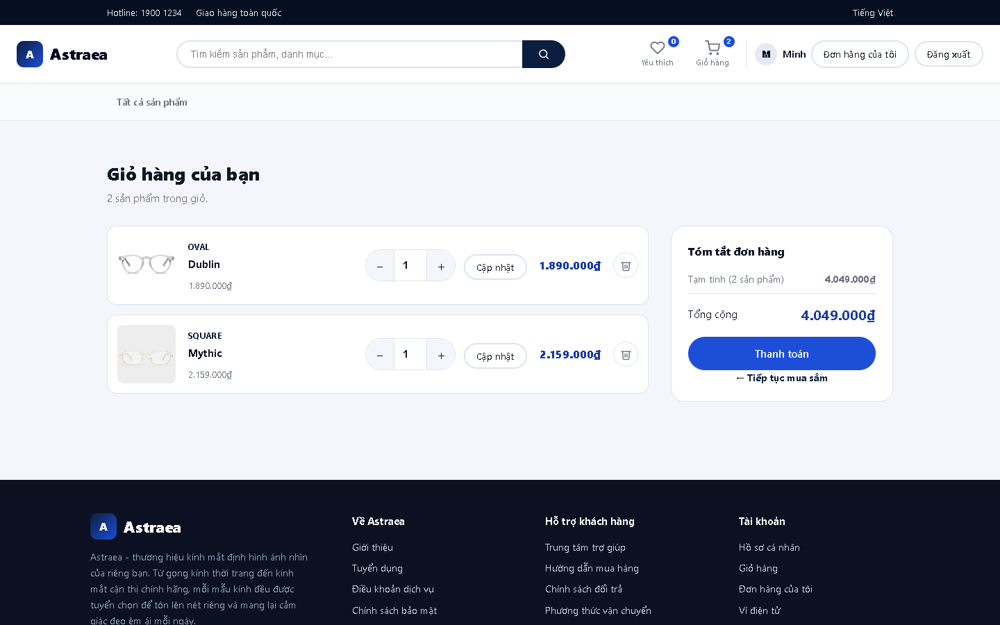 Hotline: 1900 1234 Giao hàng toàn quốc Tiếng Việt
A Astraea
Tìm kiếm sản phẩm, danh mục...
0
Yêu thích
2
Giỏ hàng
M Minh
Đơn hàng của tôi
Đăng xuất
Tất cả sản phẩm
Giỏ hàng của bạn
2 sản phẩm trong giỏ.
OVAL
Dublin
1.890.000₫
− 1 +
Cập nhật
1.890.000₫
SQUARE
Mythic
2.159.000₫
− 1 +
Cập nhật
2.159.000₫
Tóm tắt đơn hàng
Tạm tính (2 sản phẩm) 4.049.000₫
Tổng cộng 4.049.000₫
Thanh toán
← Tiếp tục mua sắm
A Astraea
Astraea - thương hiệu kính mắt định hình ánh nhìn
của riêng bạn. Từ gọng kính thời trang đến kính
mắt cận thị chính hãng, mỗi mẫu kính đều được
tuyển chọn để tôn lên nét riêng và mang lại cảm
giác đeo êm ái mỗi ngày.
Về Astraea
Giới thiệu
Tuyển dụng
Điều khoản dịch vụ
Chính sách bảo mật
Hỗ trợ khách hàng
Trung tâm trợ giúp
Hướng dẫn mua hàng
Chính sách đổi trả
Phương thức vận chuyển
Tài khoản
Hồ sơ cá nhân
Giỏ hàng
Đơn hàng của tôi
Ví điện tử